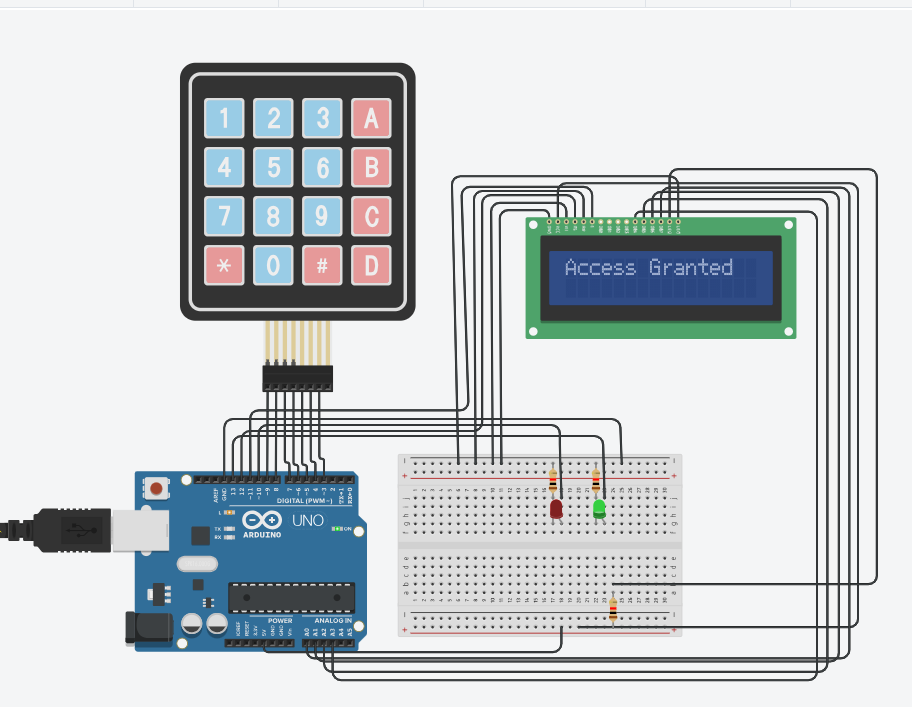 1 2 3 A
4 5 6 B
7 8 9 C
* 0 # D
Access Granted
AREF
GND
13
12
~11
~10
~9
8
7
~6
~5
4
~3
2
TX→1
RX←0
DIGITAL (PWM~)
L
TX
RX
ARDUINO
UNO
ON
POWER
ANALOG IN
IOREF
RESET
3.3V
5V
GND
GND
Vin
A0
A1
A2
A3
A4
A5